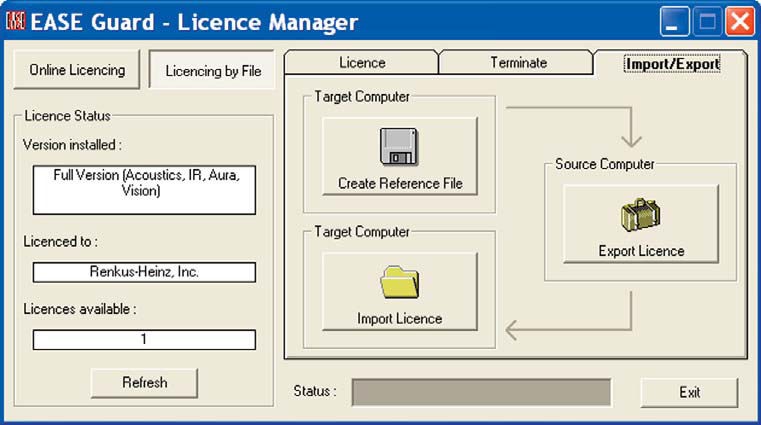 EASE Guard - Licence Manager
Online Licencing
Licencing by File
Licence
Terminate
Import/Export
Licence Status
Version installed :
Full Version (Acoustics, IR, Aura,
Vision)
Licenced to :
Renkus-Heinz, Inc.
Licences available :
1
Refresh
Target Computer
Create Reference File
Source Computer
Export Licence
Target Computer
Import Licence
Status :
Exit